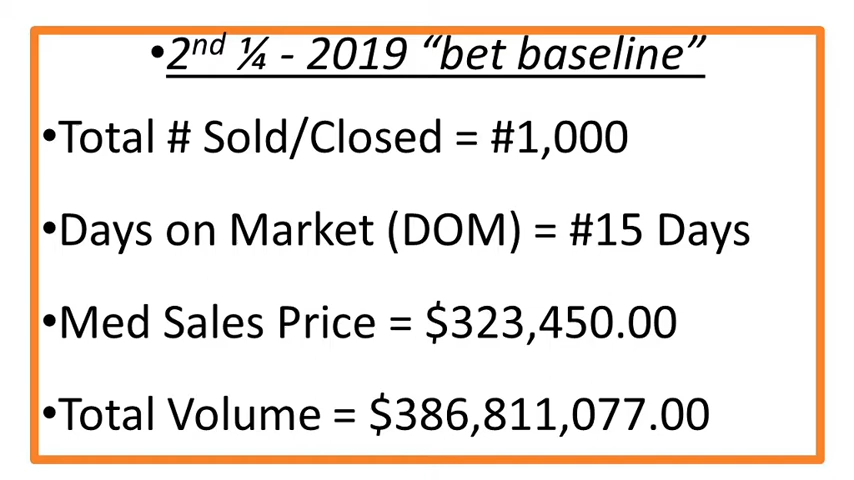 •2nd ¼ - 2019 “bet baseline”
•Total # Sold/Closed = #1,000
•Days on Market (DOM) = #15 Days
•Med Sales Price = $323,450.00
•Total Volume = $386,811,077.00